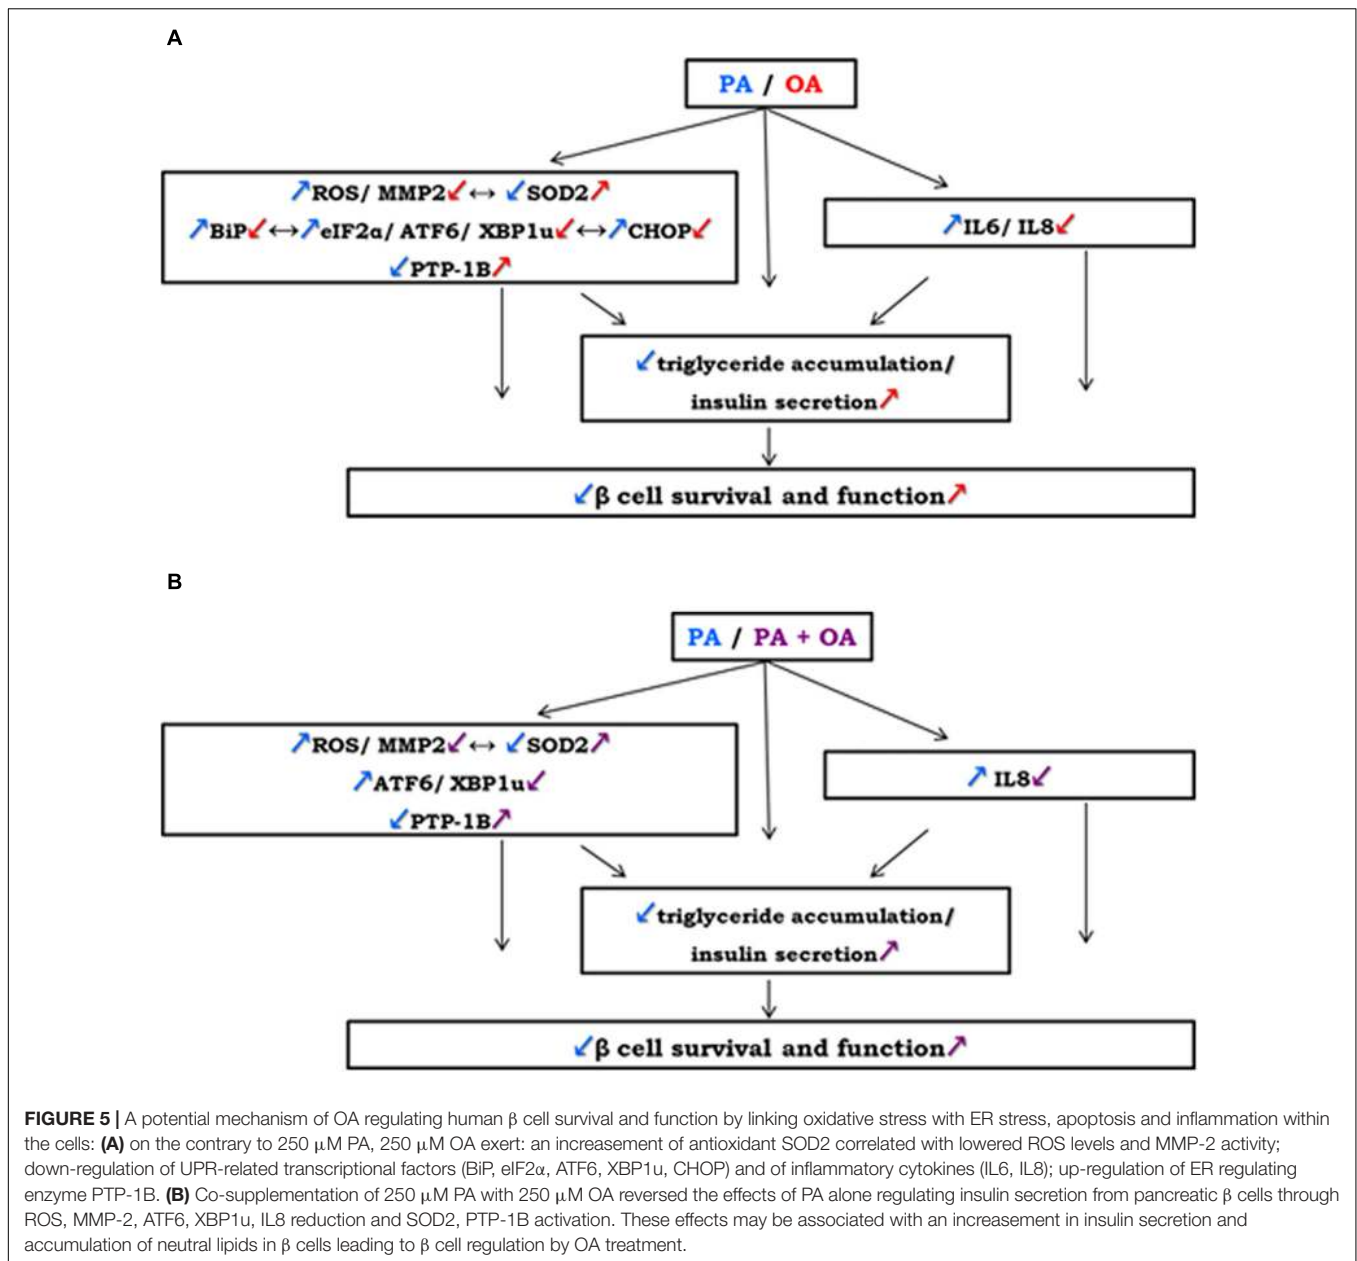 A
PA / OA
↗ROS/ MMP2↙↔ ↙SOD2↗
↗BiP↙↔↗eIF2α/ ATF6/ XBP1u↙↔↗CHOP↙
↙PTP-1B↗
↗IL6/ IL8↙
↙triglyceride accumulation/
insulin secretion↗
↙β cell survival and function↗
B
PA / PA + OA
↗ROS/ MMP2↙↔ ↙SOD2↗
↗ATF6/ XBP1u↙
↙PTP-1B↗
↗ IL8↙
↙triglyceride accumulation/
insulin secretion↗
↙β cell survival and function↗
FIGURE 5 | A potential mechanism of OA regulating human β cell survival and function by linking oxidative stress with ER stress, apoptosis and inflammation within
the cells: (A) on the contrary to 250 μM PA, 250 μM OA exert: an increasement of antioxidant SOD2 correlated with lowered ROS levels and MMP-2 activity;
down-regulation of UPR-related transcriptional factors (BiP, eIF2α, ATF6, XBP1u, CHOP) and of inflammatory cytokines (IL6, IL8); up-regulation of ER regulating
enzyme PTP-1B. (B) Co-supplementation of 250 μM PA with 250 μM OA reversed the effects of PA alone regulating insulin secretion from pancreatic β cells through
ROS, MMP-2, ATF6, XBP1u, IL8 reduction and SOD2, PTP-1B activation. These effects may be associated with an increasement in insulin secretion and
accumulation of neutral lipids in β cells leading to β cell regulation by OA treatment.